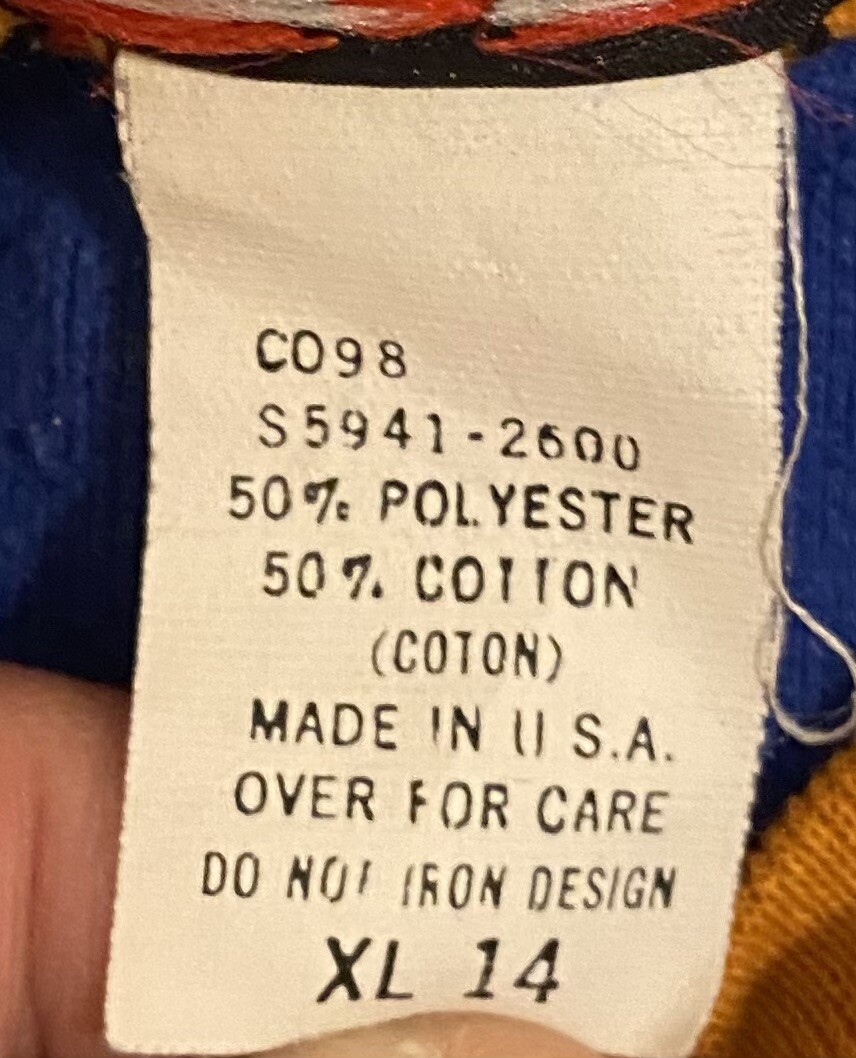 CO98
S5941-2600
50% POLYESTER
50% COTTON
(COTON)
MADE IN U S.A.
OVER FOR CARE
DO NOT IRON DESIGN
XL 14